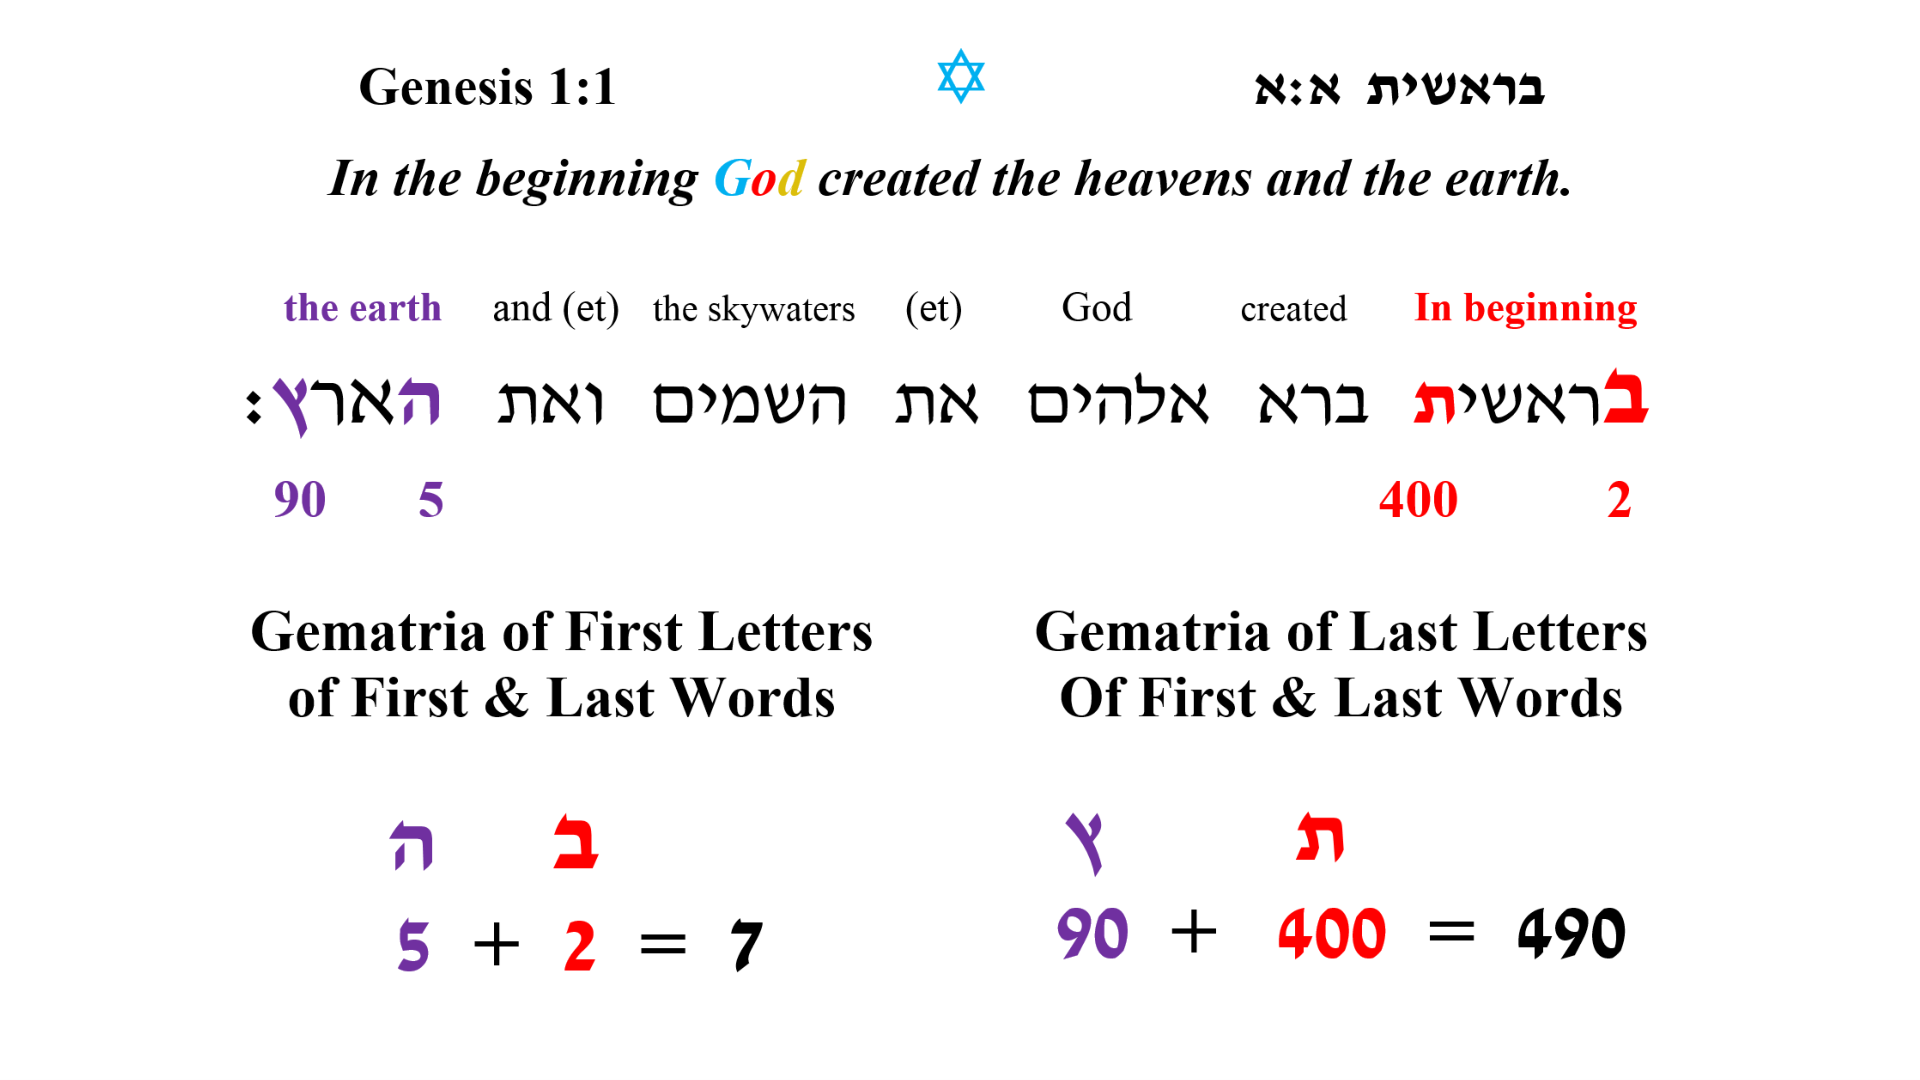 Genesis 1:1 ✡ בראשית א:א
In the beginning God created the heavens and the earth.
the earth and (et) the skywaters (et) God created In beginning
בראשית ברא אלהים את השמים ואת הארץ:
90 5 400 2
Gematria of First Letters
of First & Last Words
Gematria of Last Letters
Of First & Last Words
ה ב
5 + 2 = 7
ץ ת
90 + 400 = 490